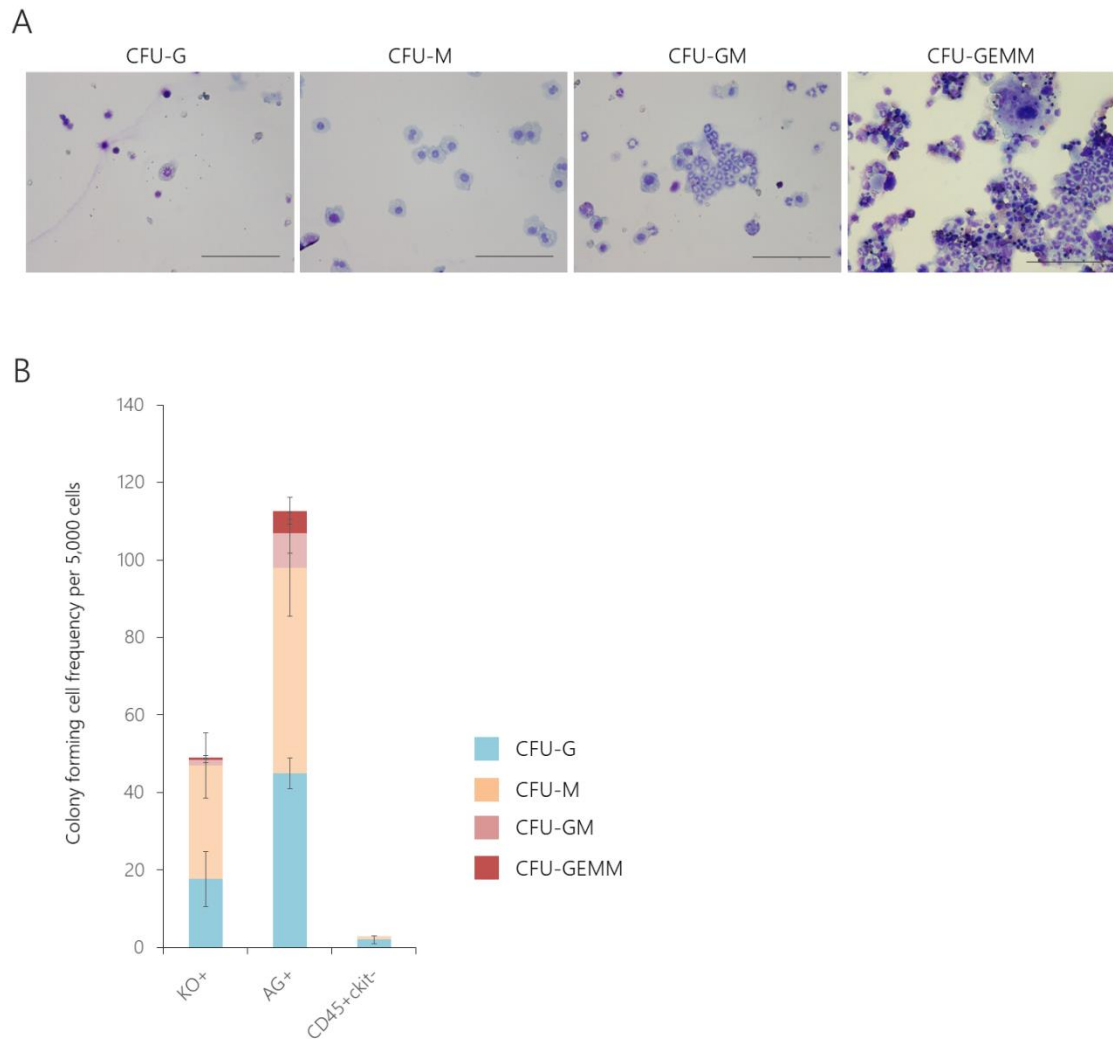 A
CFU-G CFU-M CFU-GM CFU-GEMM
B
Colony forming cell frequency per 5,000 cells
140
120
100
80
60
40
20
0
KO+
AG+
CD45+ckit-
CFU-G
CFU-M
CFU-GM
CFU-GEMM